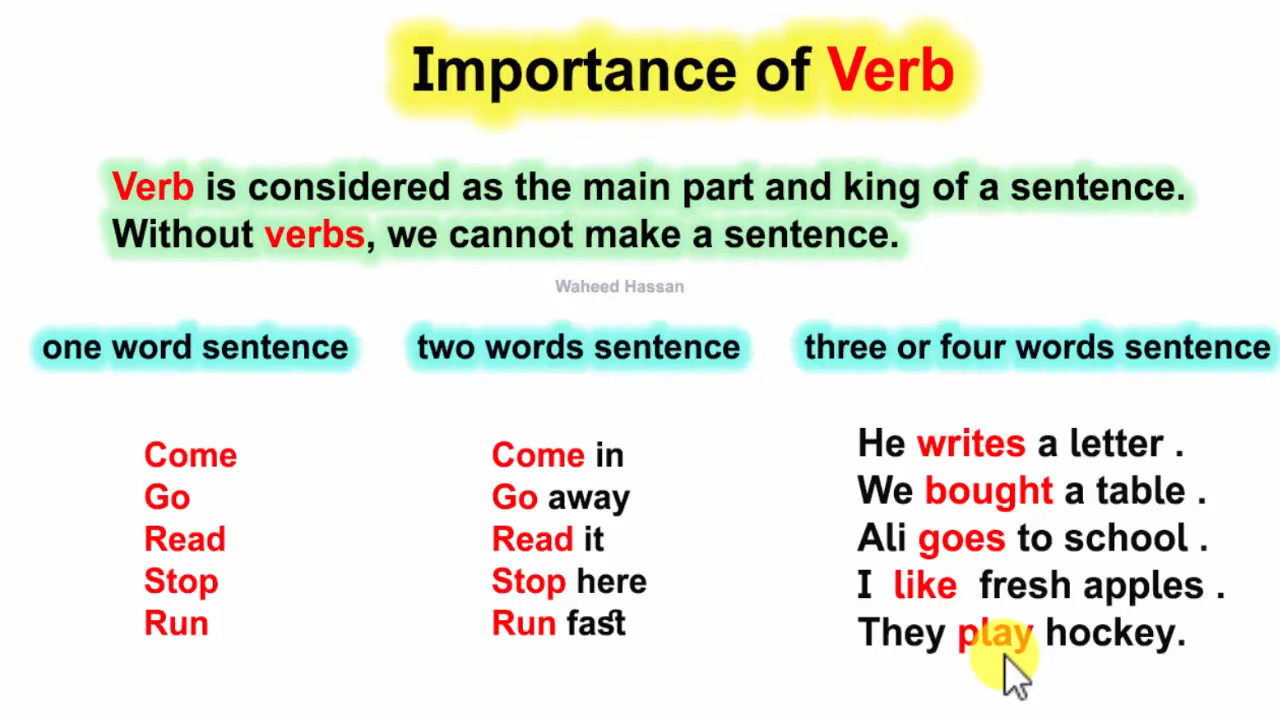 Importance of Verb
Verb is considered as the main part and king of a sentence.
Without verbs, we cannot make a sentence.
Waheed Hassan
one word sentence
Come
Go
Read
Stop
Run
two words sentence
Come in
Go away
Read it
Stop here
Run fast
three or four words sentence
He writes a letter .
We bought a table .
Ali goes to school .
I like fresh apples .
They play hockey.